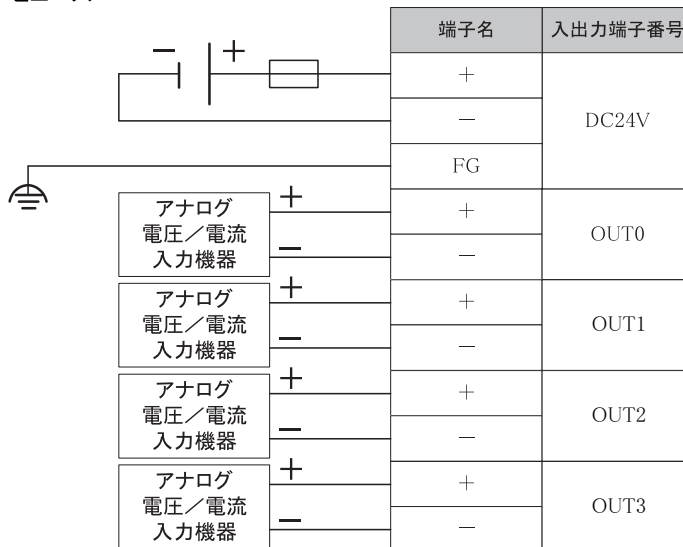 端子名 入出力端子番号
− +
+
−
DC24V
FG
アナログ
電圧／電流
入力機器
+
−
+
−
OUT0
アナログ
電圧／電流
入力機器
+
−
+
−
OUT1
アナログ
電圧／電流
入力機器
+
−
+
−
OUT2
アナログ
電圧／電流
入力機器
+
−
+
−
OUT3